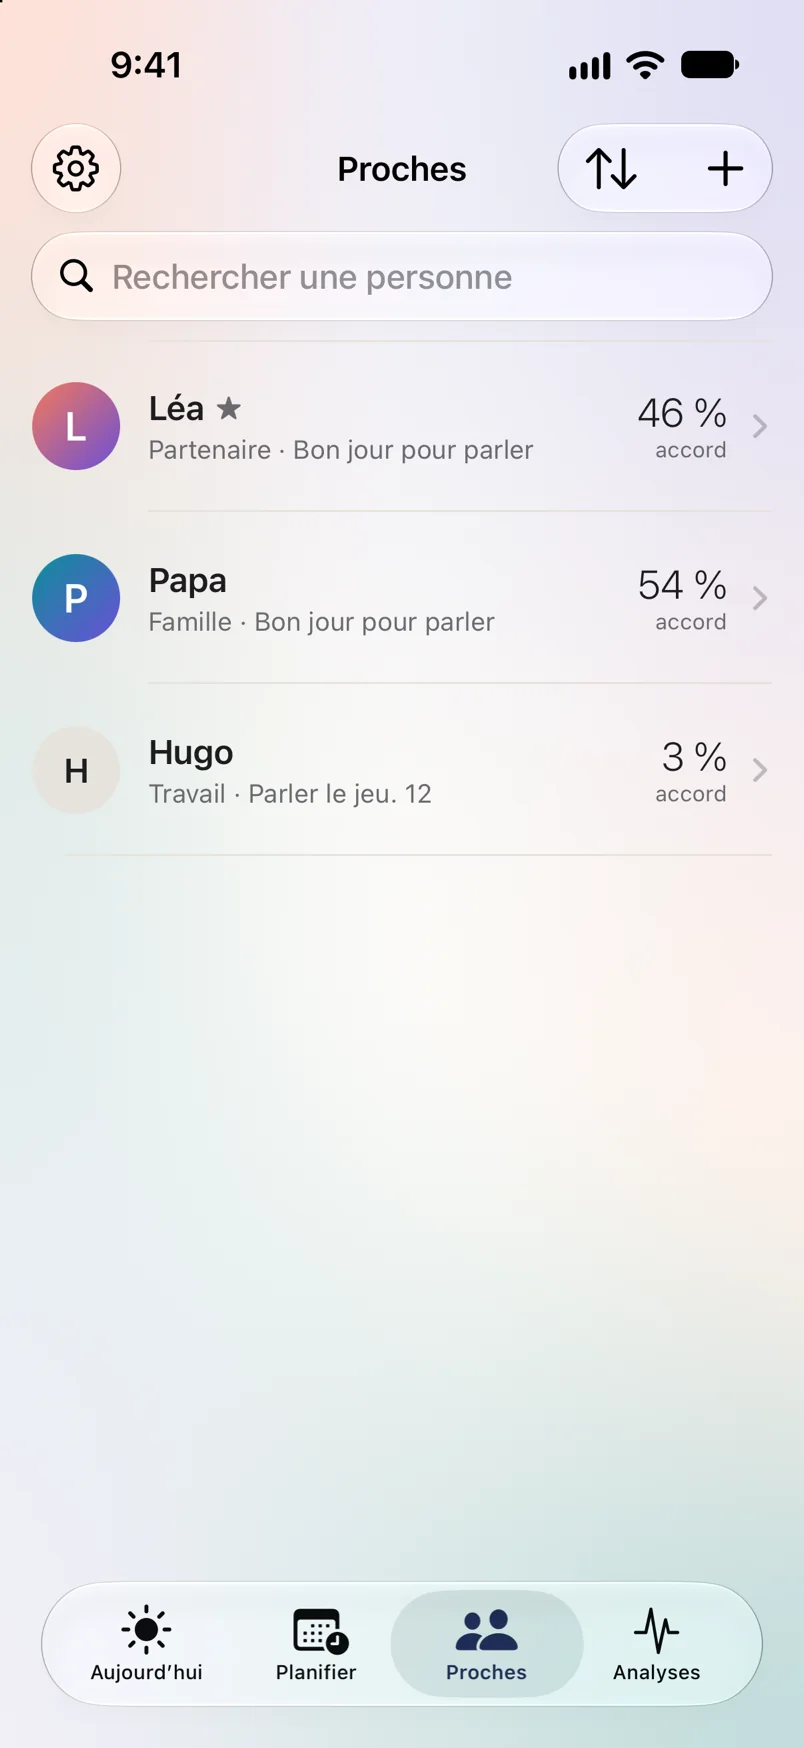 9:41
Proches
Rechercher une personne
L
Léa ★
46 %
Partenaire · Bon jour pour parler
accord
P
Papa
54 %
Famille · Bon jour pour parler
accord
H
Hugo
3 %
Travail · Parler le jeu. 12
accord
Aujourd’hui
Planifier
Proches
Analyses